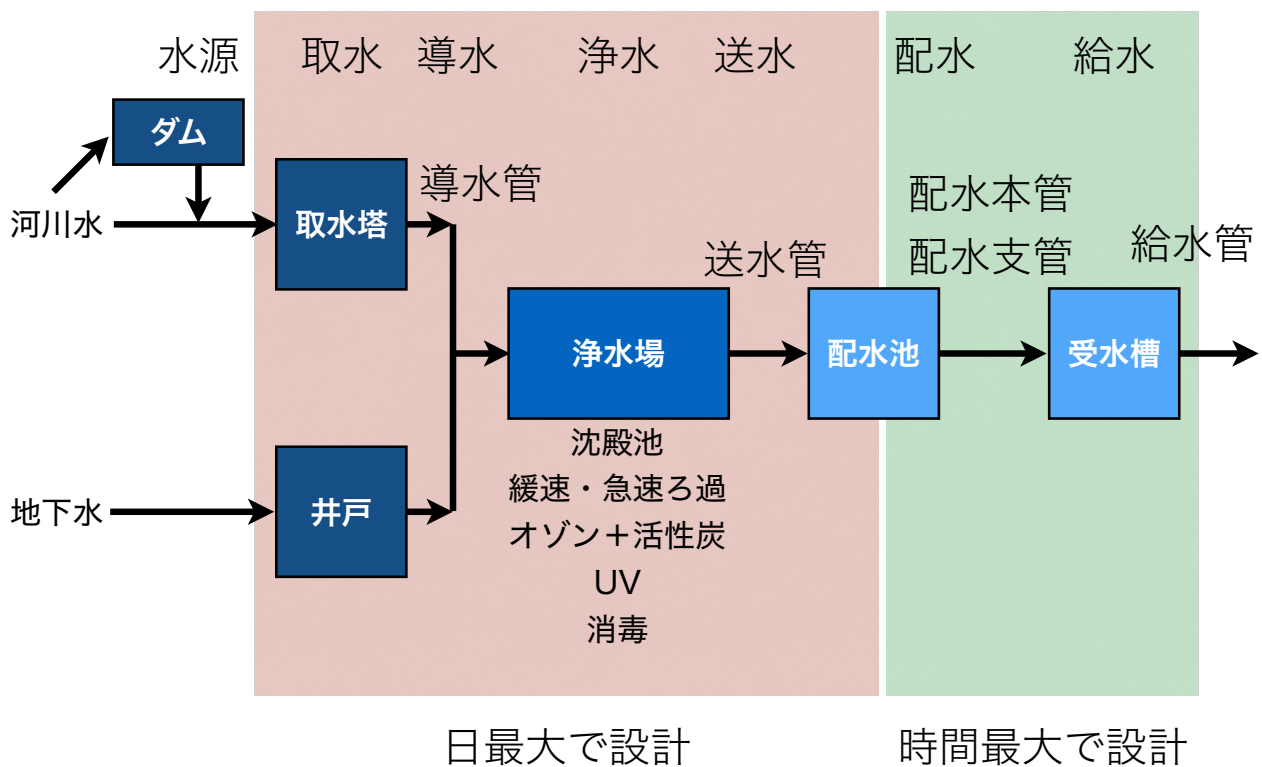 水源 取水 導水 浄水 送水 配水 給水
ダム
導水管
配水本管
河川水
取水塔
配水支管
給水管
送水管
浄水場
配水池
受水槽
沈殿池
緩速・急速ろ過
地下水
井戸
オゾン＋活性炭
UV
消毒
日最大で設計
時間最大で設計